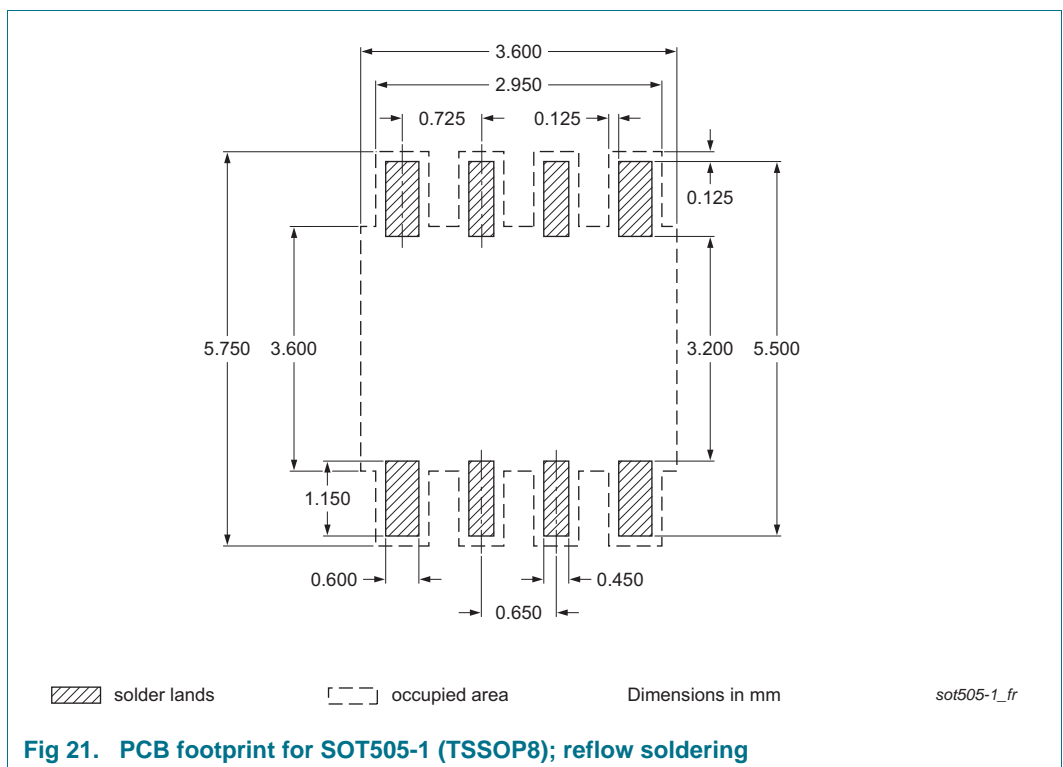 3.600
2.950
0.725
0.125
0.125
5.750
3.600
3.200
5.500
1.150
0.600
0.450
0.650
solder lands
occupied area
Dimensions in mm
sot505-1_fr
Fig 21. PCB footprint for SOT505-1 (TSSOP8); reflow soldering